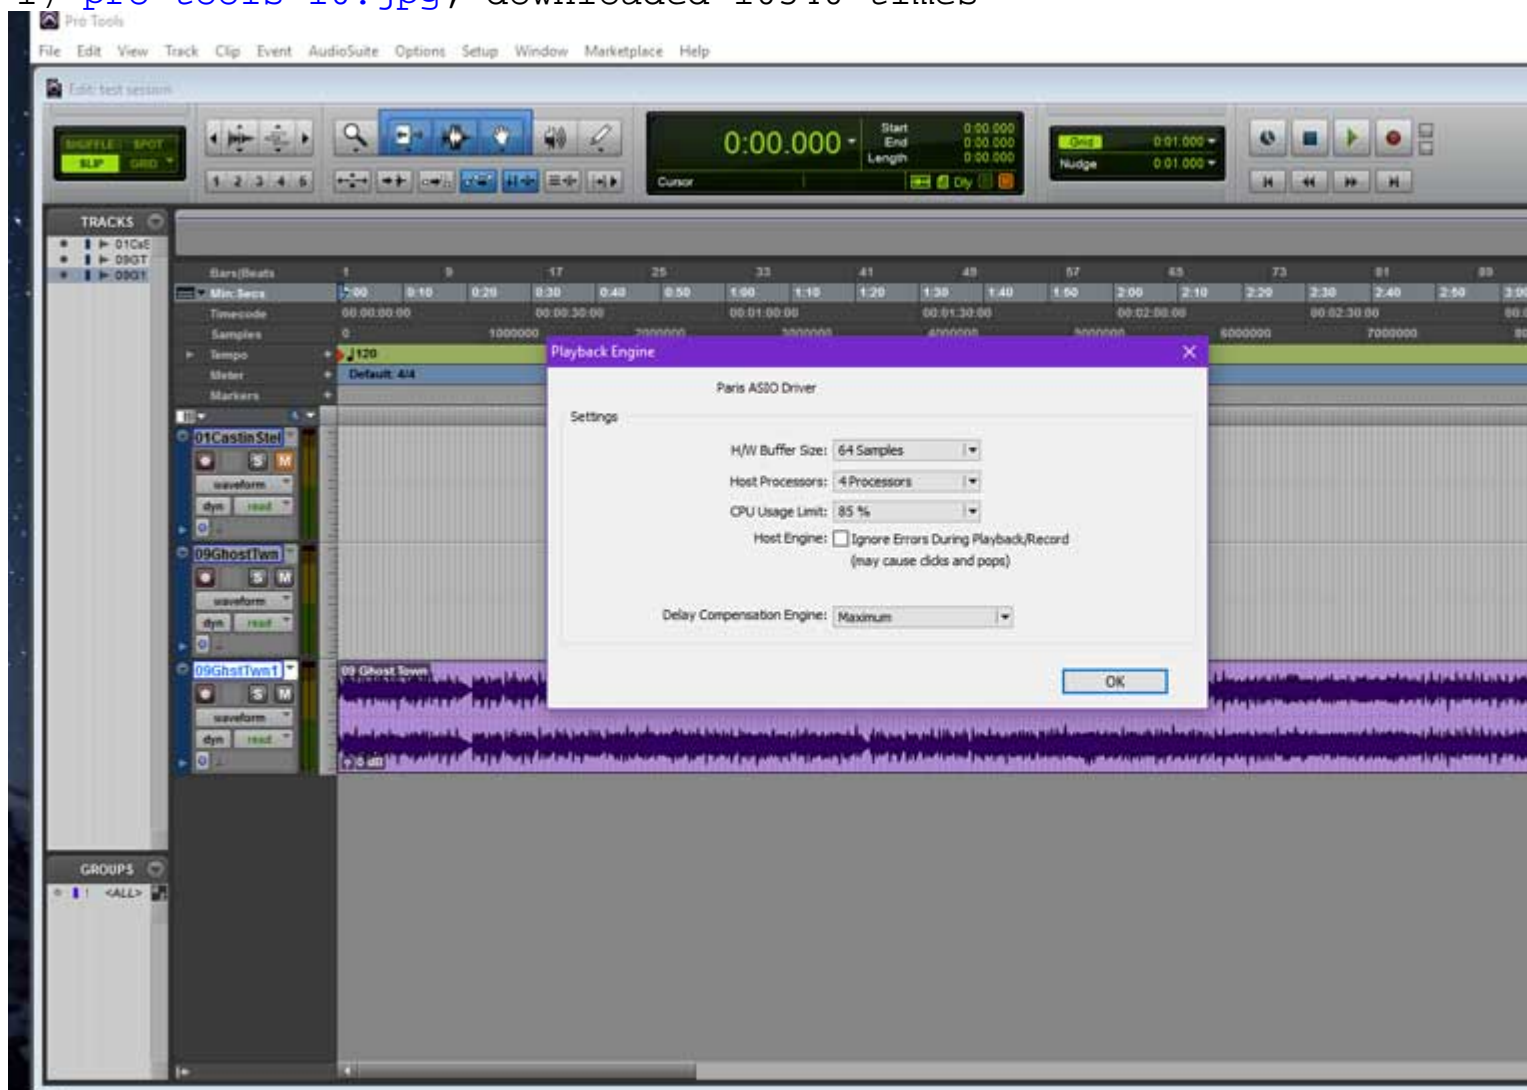 Pro Tools
File Edit View Track Clip Event AudioSuite Options Setup Window Marketplace Help
Edit: test session
SHUFFLE SPOT
SLIP GRID
0:00.000
Start 0:00.000
End 0:00.000
Length 0:00.000
Grid 0:01.000
Nudge 0:01.000
1 2 3 4 5
Cursor
Dly
TRACKS
Bars|Beats 1 9 17 25 33 41 49 57 65 73 81 89
Min:Secs 0:10 0:20 0:30 0:40 0:50 1:00 1:10 1:20 1:30 1:40 1:50 2:00 2:10 2:20 2:30 2:40 2:50
Timecode 00:00:00:00 00:00:30:00 00:01:00:00 00:01:30:00 00:02:00:00 00:02:30:00
Samples 0 1000000 2000000 3000000 4000000 5000000 6000000 7000000
Tempo 120
Meter Default: 4/4
Markers
Playback Engine
Paris ASIO Driver
Settings
H/W Buffer Size: 64 Samples
Host Processors: 4 Processors
CPU Usage Limit: 85 %
Host Engine: Ignore Errors During Playback/Record
(may cause clicks and pops)
Delay Compensation Engine: Maximum
OK
01CastinStel
S M
waveform
dyn read
09GhostTwn
S M
waveform
dyn read
09GhstTwn1
S M
waveform
dyn read
09 Ghost Town
0 dB
GROUPS
! <ALL>